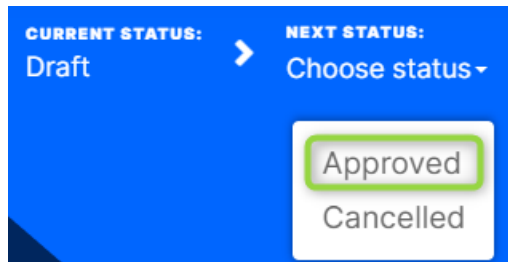 CURRENT STATUS:
Draft
NEXT STATUS:
Choose status
Approved
Cancelled